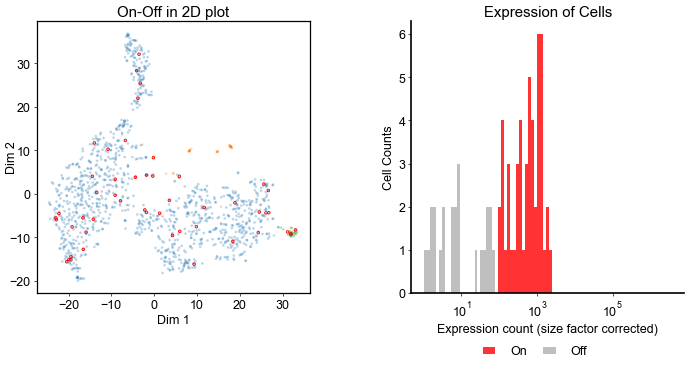 On-Off in 2D plot
Dim 2
30
20
10
0
−10
−20
−20 −10 0 10 20 30
Dim 1
Expression of Cells
Cell Counts
6
5
4
3
2
1
0
10^1 10^3 10^5
Expression count (size factor corrected)
On Off